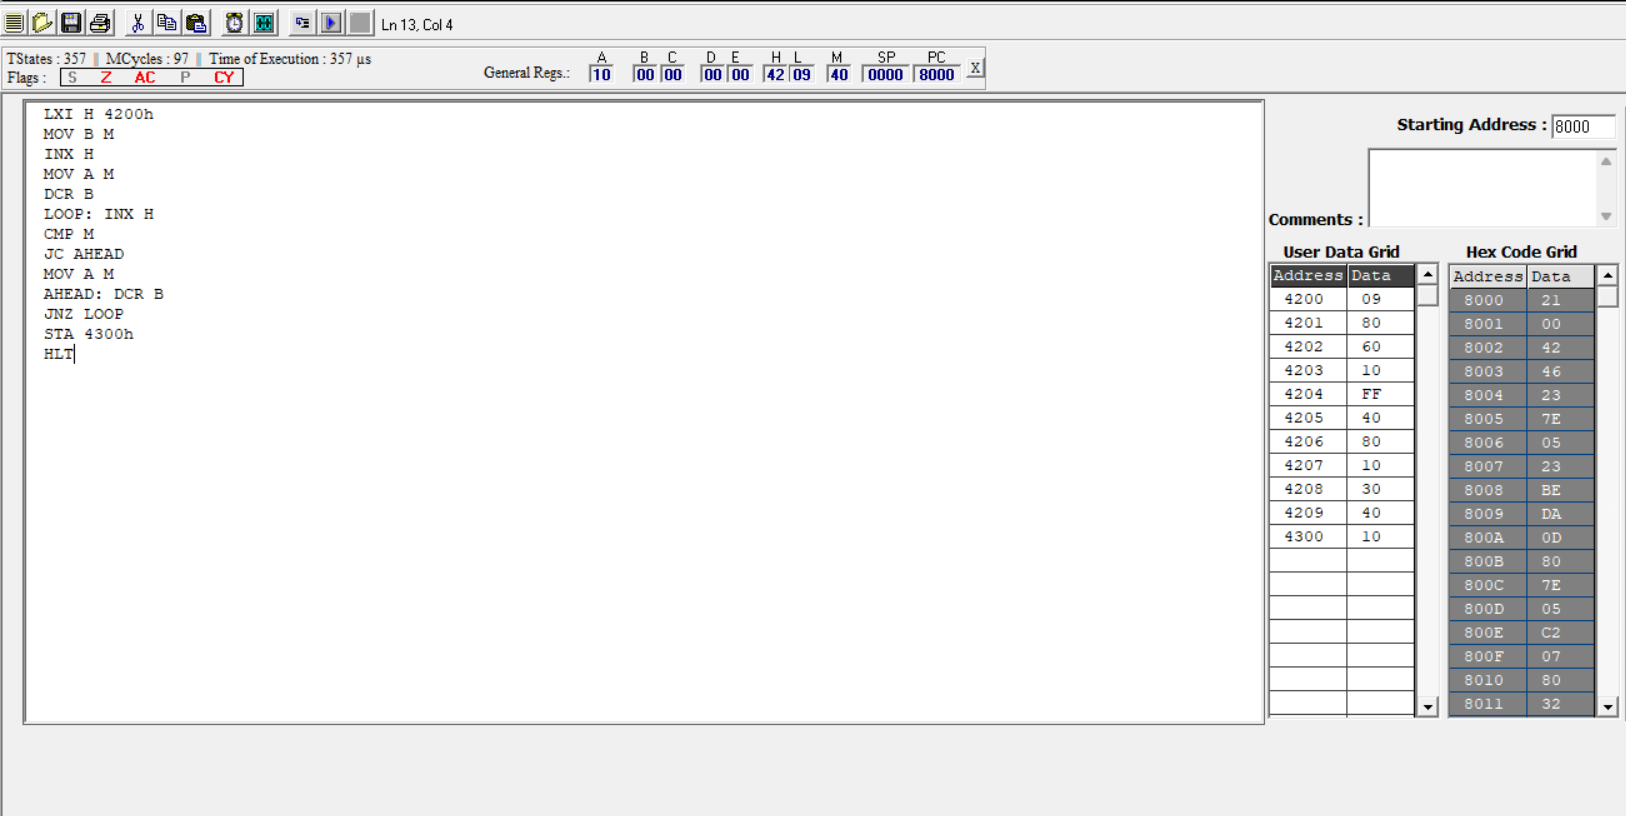 Ln 13, Col 4
TStates : 357 || MCycles : 97 || Time of Execution : 357 µs
Flags : S Z AC P CY
General Regs.: A B C D E H L M SP PC X
10 00 00 00 00 42 09 40 0000 8000
LXI H 4200h
MOV B M
INX H
MOV A M
DCR B
LOOP: INX H
CMP M
JC AHEAD
MOV A M
AHEAD: DCR B
JNZ LOOP
STA 4300h
HLT
Starting Address : 8000
Comments :
User Data Grid
Address Data
4200 09
4201 80
4202 60
4203 10
4204 FF
4205 40
4206 80
4207 10
4208 30
4209 40
4300 10
Hex Code Grid
Address Data
8000 21
8001 00
8002 42
8003 46
8004 23
8005 7E
8006 05
8007 23
8008 BE
8009 DA
800A 0D
800B 80
800C 7E
800D 05
800E C2
800F 07
8010 80
8011 32